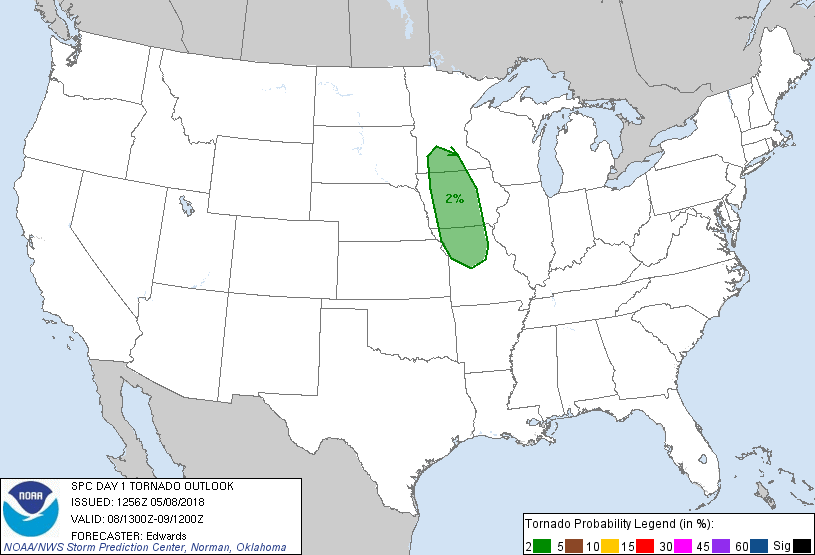 2%
NOAA
SPC DAY 1 TORNADO OUTLOOK
ISSUED: 1256Z 05/08/2018
VALID: 08/1300Z-09/1200Z
FORECASTER: Edwards
NOAA/NWS Storm Prediction Center, Norman, Oklahoma
Tornado Probability Legend (in %):
2 5 10 15 30 45 60 Sig